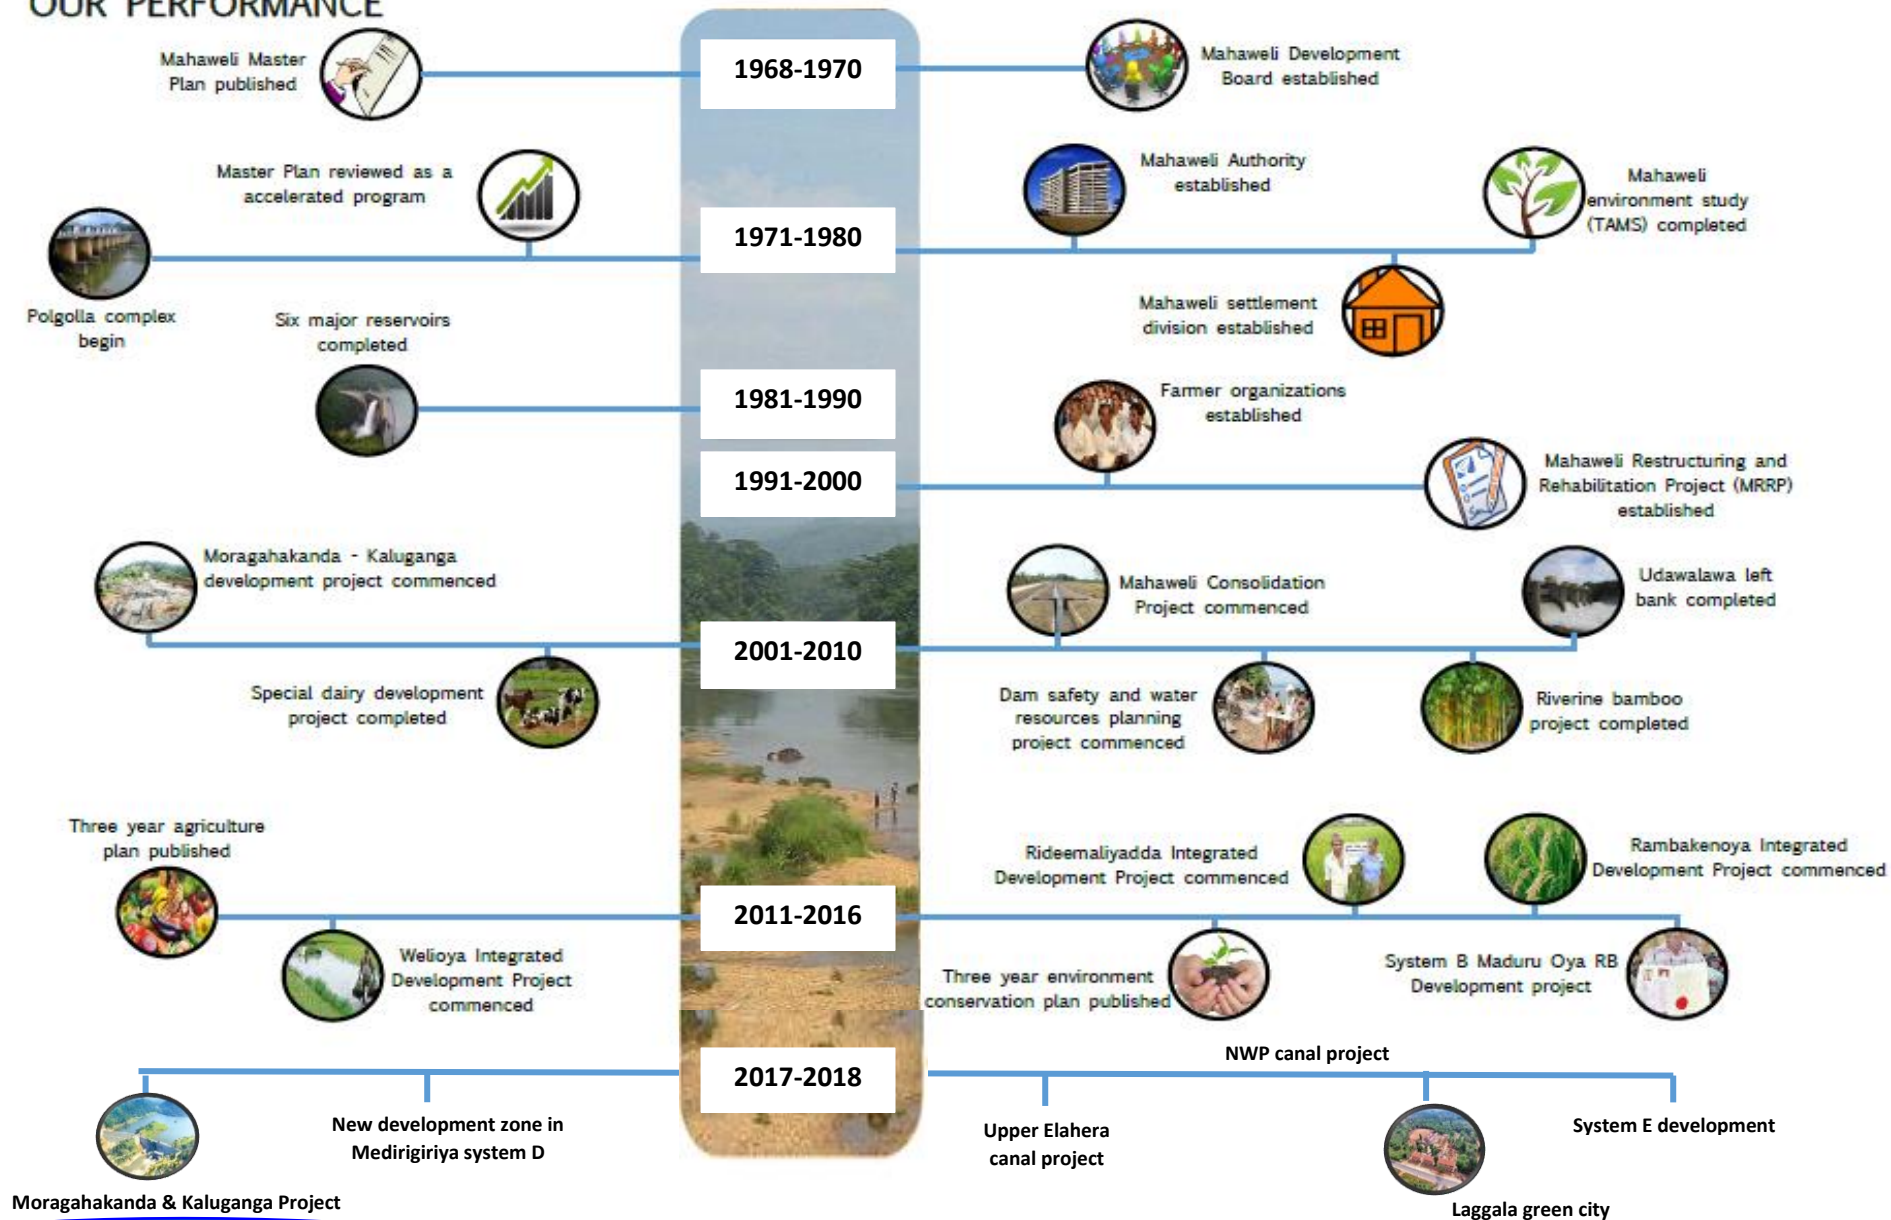 OUR PERFORMANCE
Mahaweli Master
Plan published
1968-1970
Mahaweli Development
Board established
Master Plan reviewed as a
accelerated program
Polgolla complex
begin
1971-1980
Mahaweli Authority
established
Mahaweli
environment study
(TAMS) completed
Mahaweli settlement
division established
Six major reservoirs
completed
1981-1990
Farmer organizations
established
1991-2000
Mahaweli Restructuring and
Rehabilitation Project (MRRP)
established
Moragahakanda - Kaluganga
development project commenced
Special dairy development
project completed
2001-2010
Mahaweli Consolidation
Project commenced
Udawalawa left
bank completed
Dam safety and water
resources planning
project commenced
Riverine bamboo
project completed
Three year agriculture
plan published
Welioya Integrated
Development Project
commenced
2011-2016
Rideemaliyadda Integrated
Development Project commenced
Rambakenoya Integrated
Development Project commenced
Three year environment
conservation plan published
System B Maduru Oya RB
Development project
2017-2018
NWP canal project
New development zone in
Medirigiriya system D
Upper Elahera
canal project
System E development
Moragahakanda & Kaluganga Project
Laggala green city